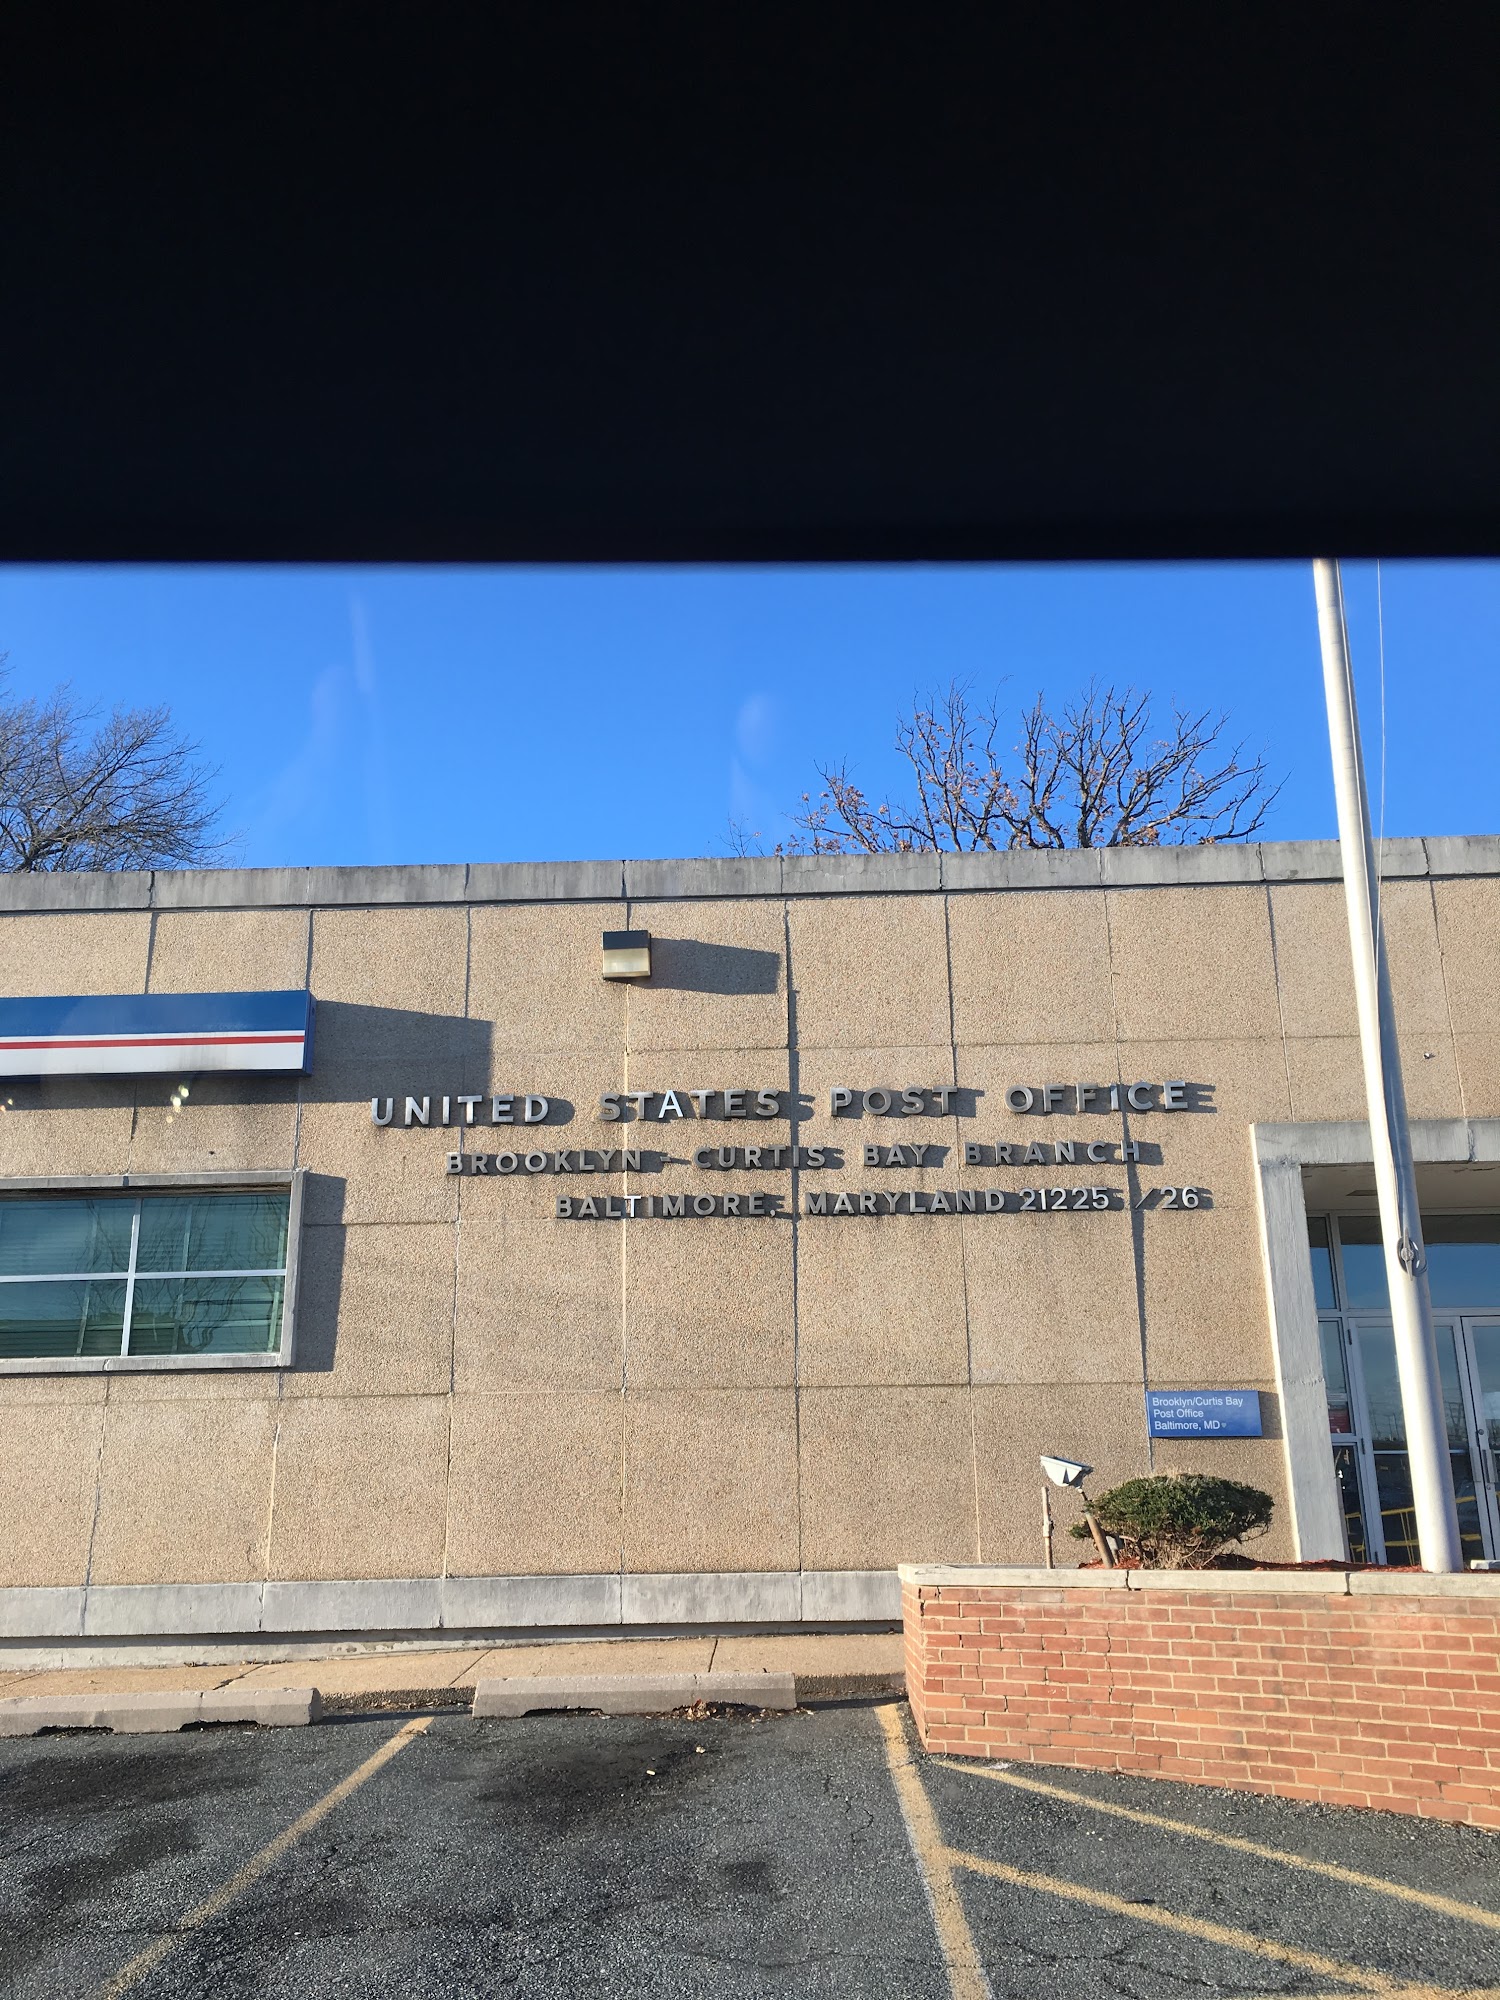 UNITED STATES POST OFFICE
BROOKLYN - CURTIS BAY BRANCH
BALTIMORE, MARYLAND 21225 / 26
Brooklyn/Curtis Bay
Post Office
Baltimore, MD